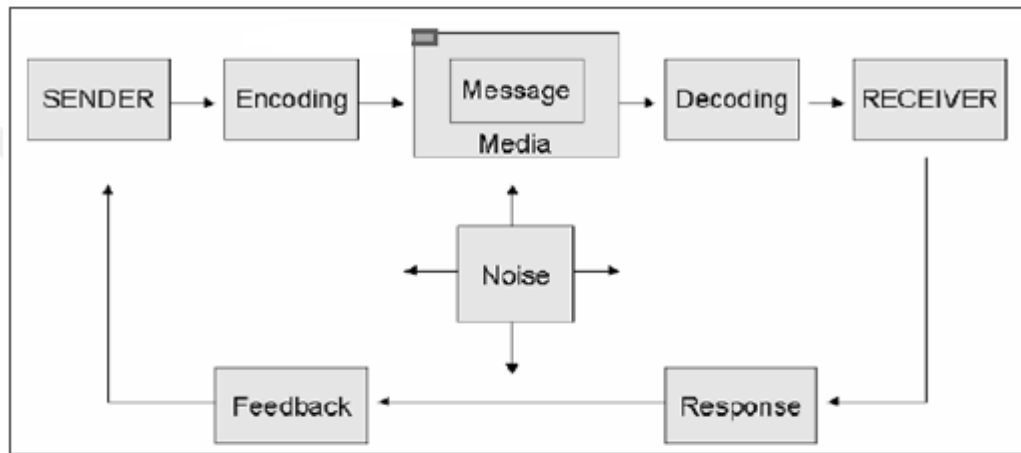 SENDER
Encoding
Message
Media
Decoding
RECEIVER
Noise
Feedback
Response